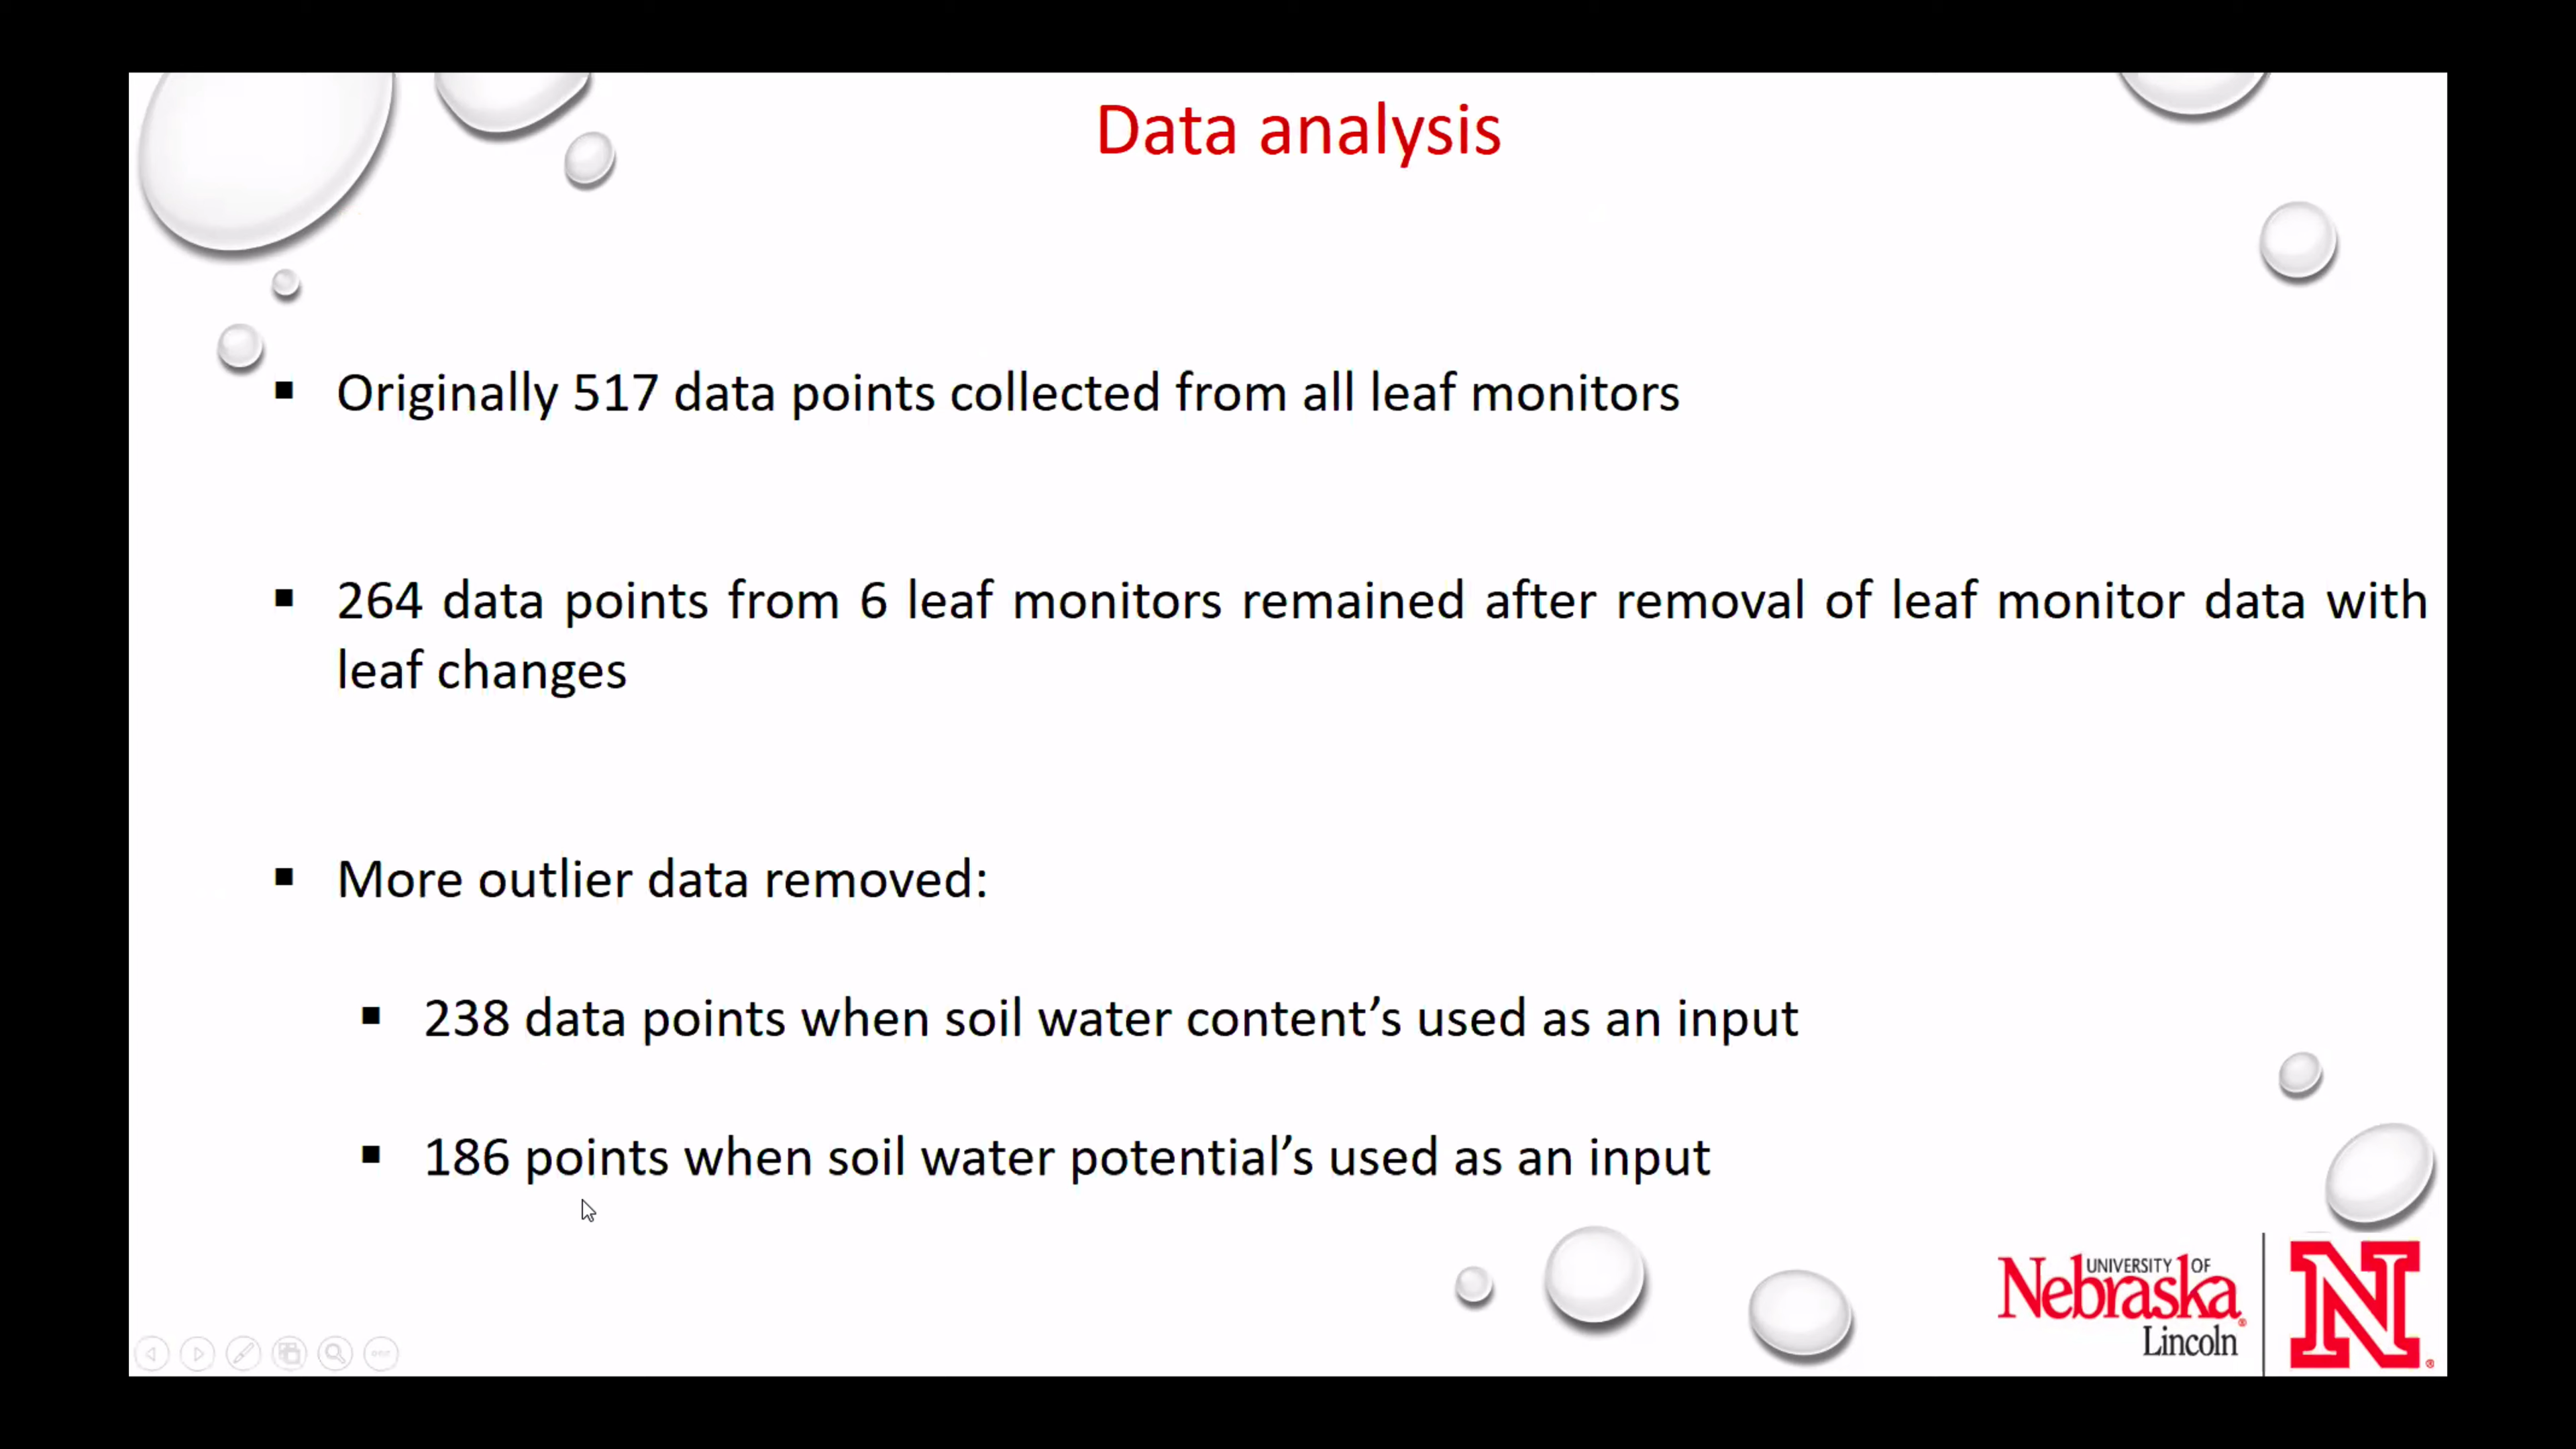 Data analysis
Originally 517 data points collected from all leaf monitors
264 data points from 6 leaf monitors remained after removal of leaf monitor data with
leaf changes
More outlier data removed:
238 data points when soil water content’s used as an input
186 points when soil water potential’s used as an input
UNIVERSITY OF
Nebraska®
Lincoln
N®